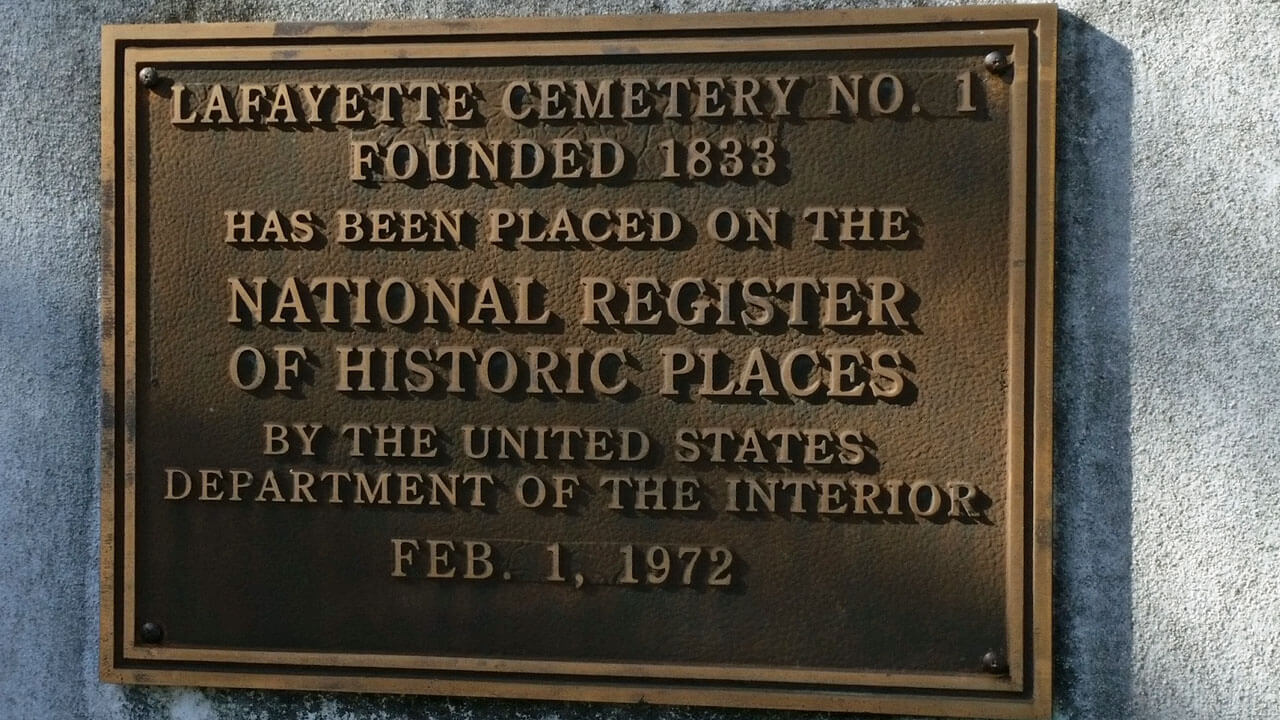 LAFAYETTE CEMETERY NO. 1
FOUNDED 1833
HAS BEEN PLACED ON THE
NATIONAL REGISTER
OF HISTORIC PLACES
BY THE UNITED STATES
DEPARTMENT OF THE INTERIOR
FEB. 1, 1972